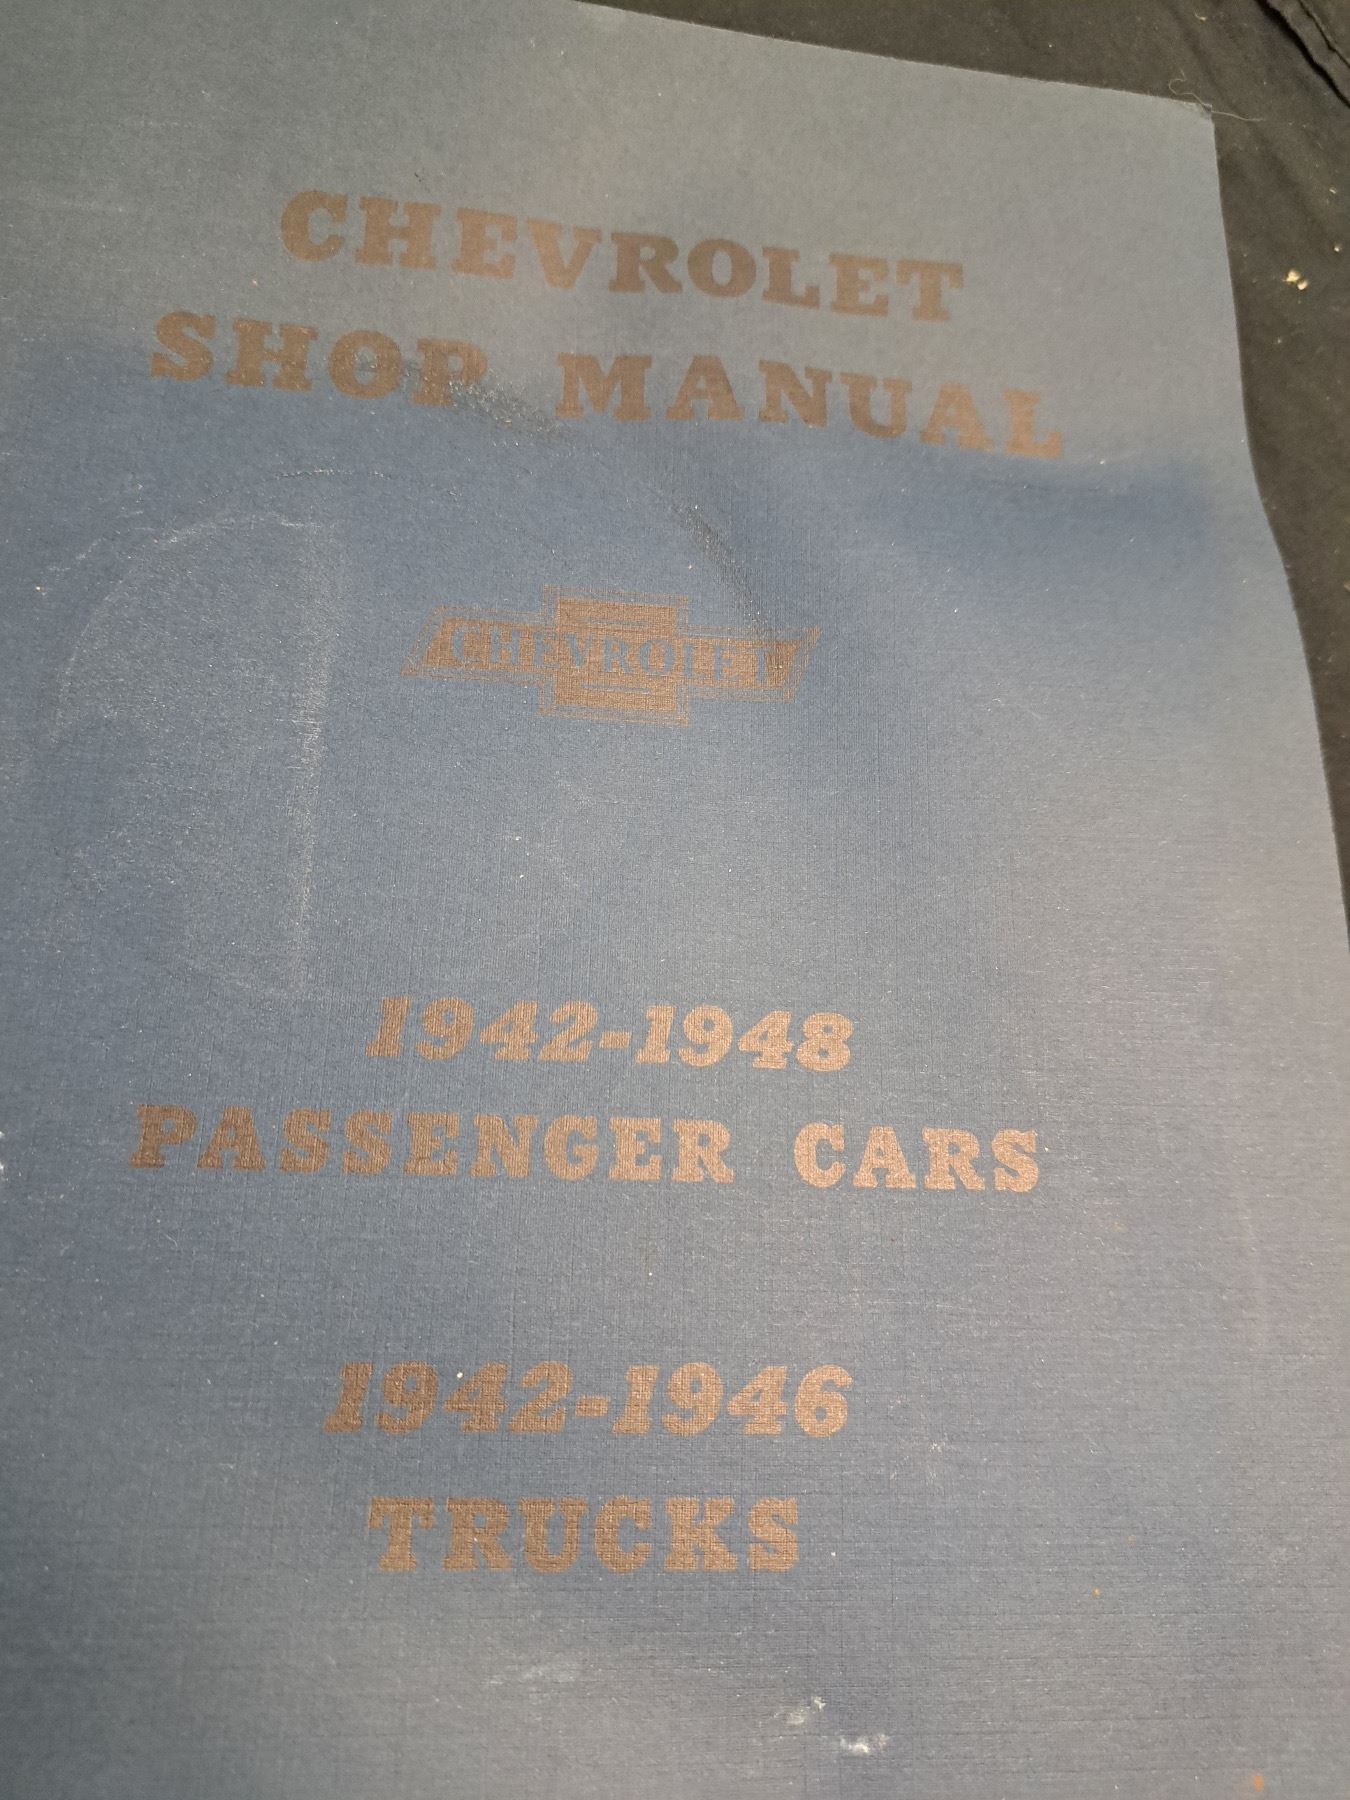 CHEVROLET
SHOP MANUAL
CHEVROLET
1942-1948
PASSENGER CARS
1942-1946
TRUCKS